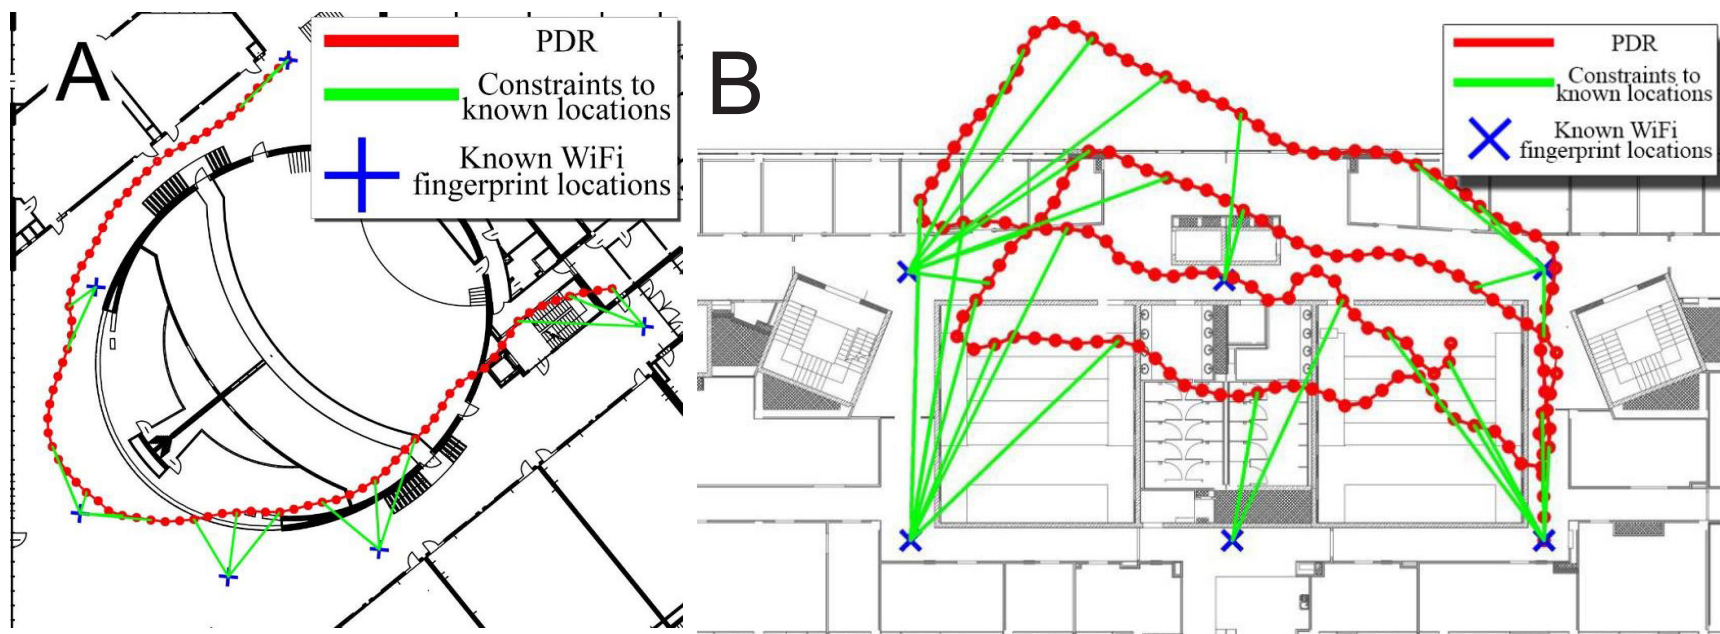 A
PDR
Constraints to
known locations
Known WiFi
fingerprint locations
B
PDR
Constraints to
known locations
Known WiFi
fingerprint locations